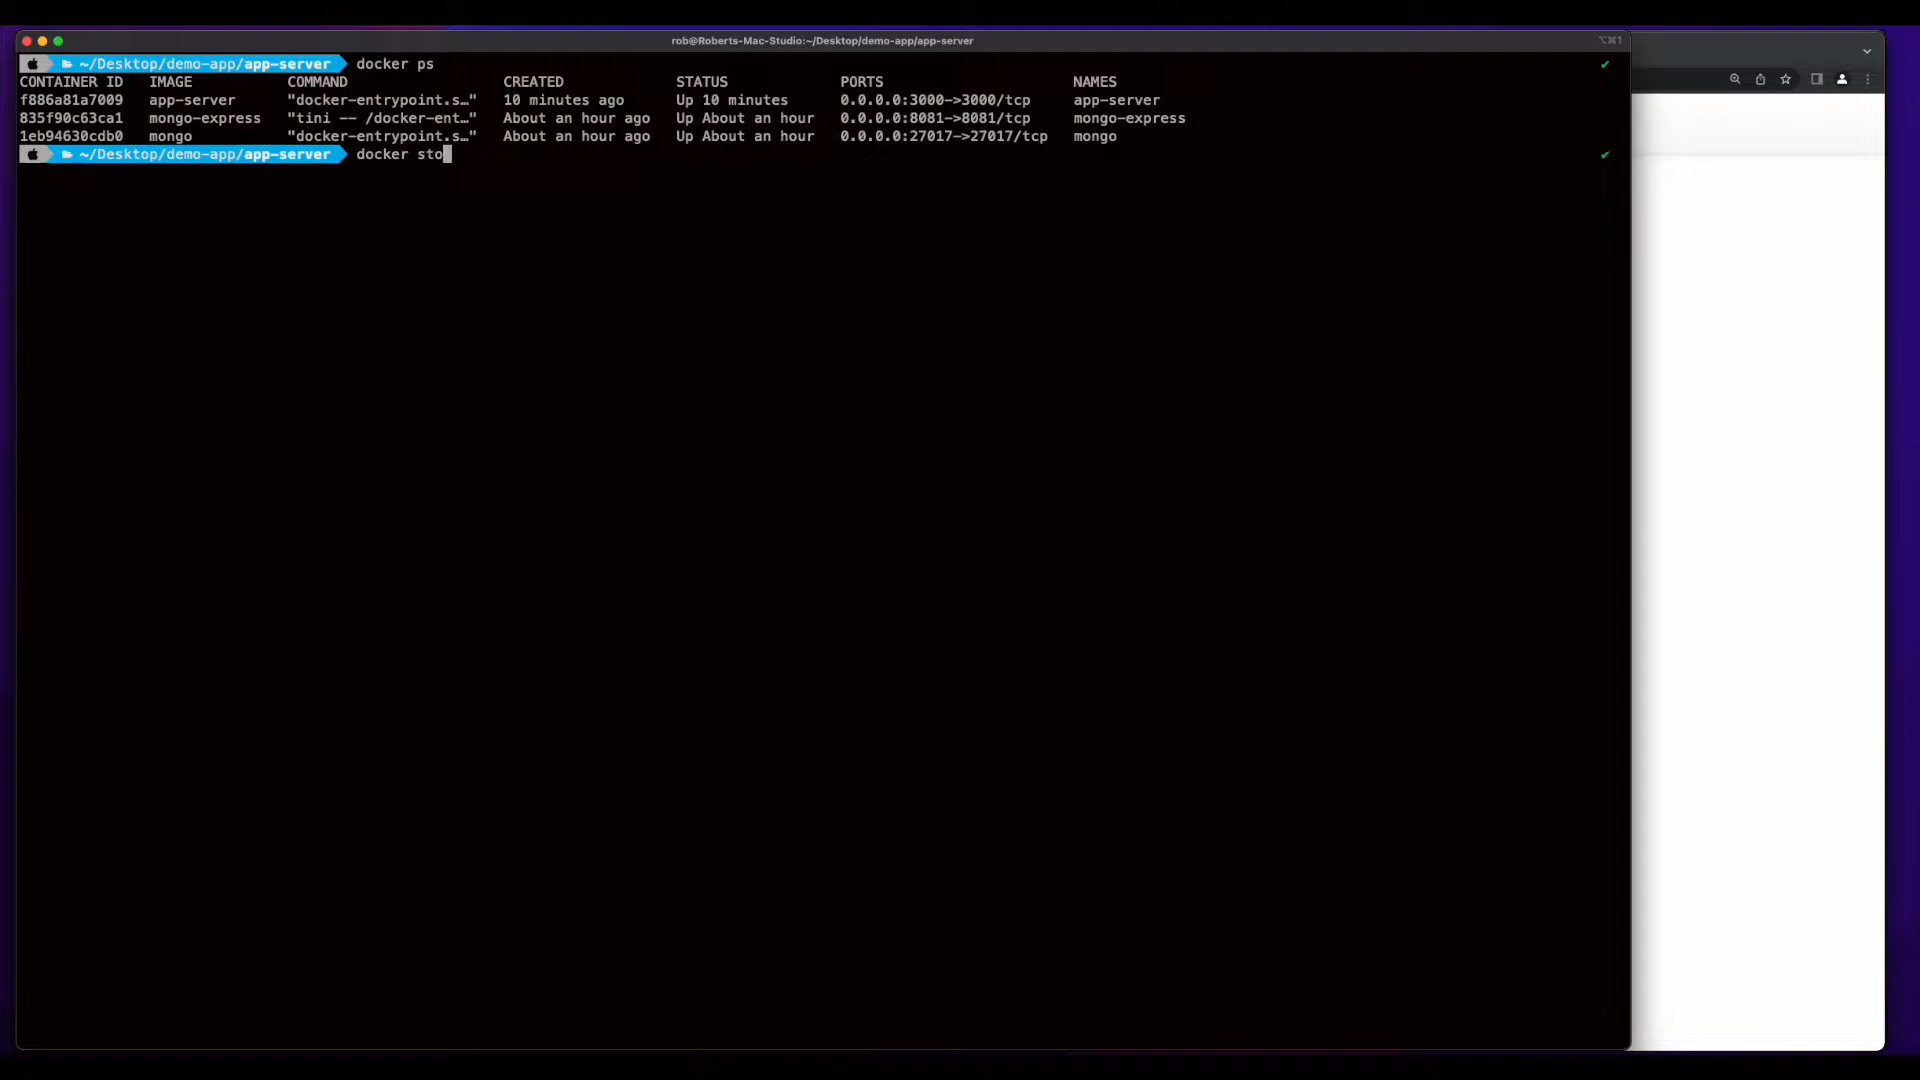 rob@Roberts-Mac-Studio:~/Desktop/demo-app/app-server
⌥⌘1
~/Desktop/demo-app/app-server docker ps ✔
CONTAINER ID IMAGE COMMAND CREATED STATUS PORTS NAMES
f886a81a7009 app-server "docker-entrypoint.s…" 10 minutes ago Up 10 minutes 0.0.0.0:3000->3000/tcp app-server
835f90c63ca1 mongo-express "tini -- /docker-ent…" About an hour ago Up About an hour 0.0.0.0:8081->8081/tcp mongo-express
1eb94630cdb0 mongo "docker-entrypoint.s…" About an hour ago Up About an hour 0.0.0.0:27017->27017/tcp mongo
~/Desktop/demo-app/app-server docker sto ✔